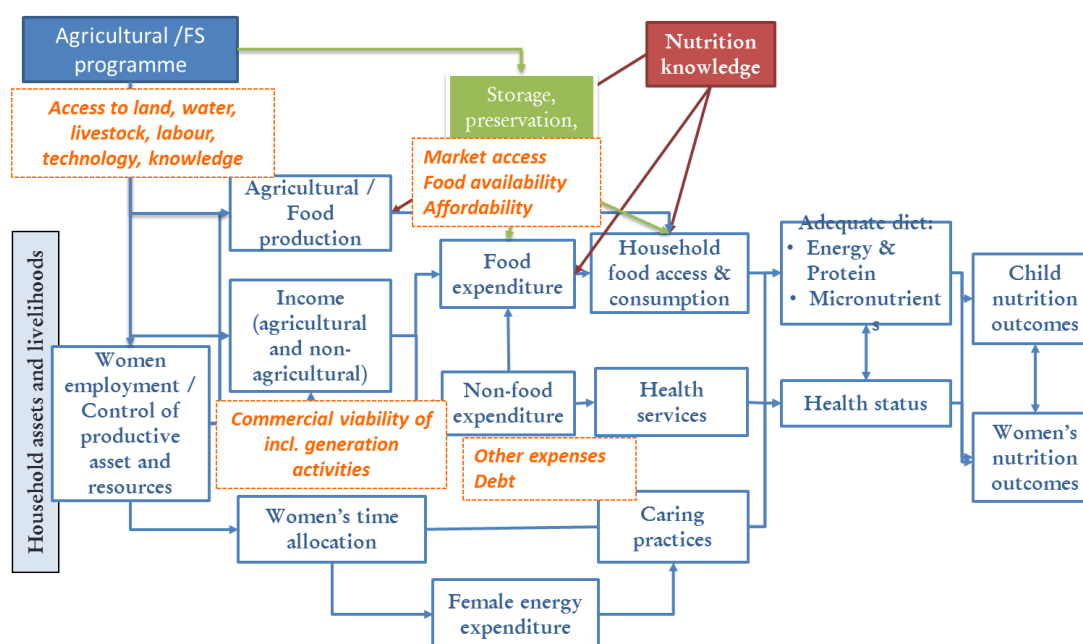 Agricultural /FS
programme
Nutrition
knowledge
Storage,
preservation,
Access to land, water,
livestock, labour,
technology, knowledge
Market access
Food availability
Affordability
Agricultural /
Food
production
Household assets and livelihoods
Food
expenditure
Household
food access &
consumption
Adequate diet:
• Energy &
Protein
• Micronutrient
s
Child
nutrition
outcomes
Income
(agricultural
and non-
agricultural)
Women
employment /
Control of
productive
asset and
resources
Non-food
expenditure
Health
services
Health status
Women's
nutrition
outcomes
Commercial viability of
incl. generation
activities
Other expenses
Debt
Women's time
allocation
Caring
practices
Female energy
expenditure